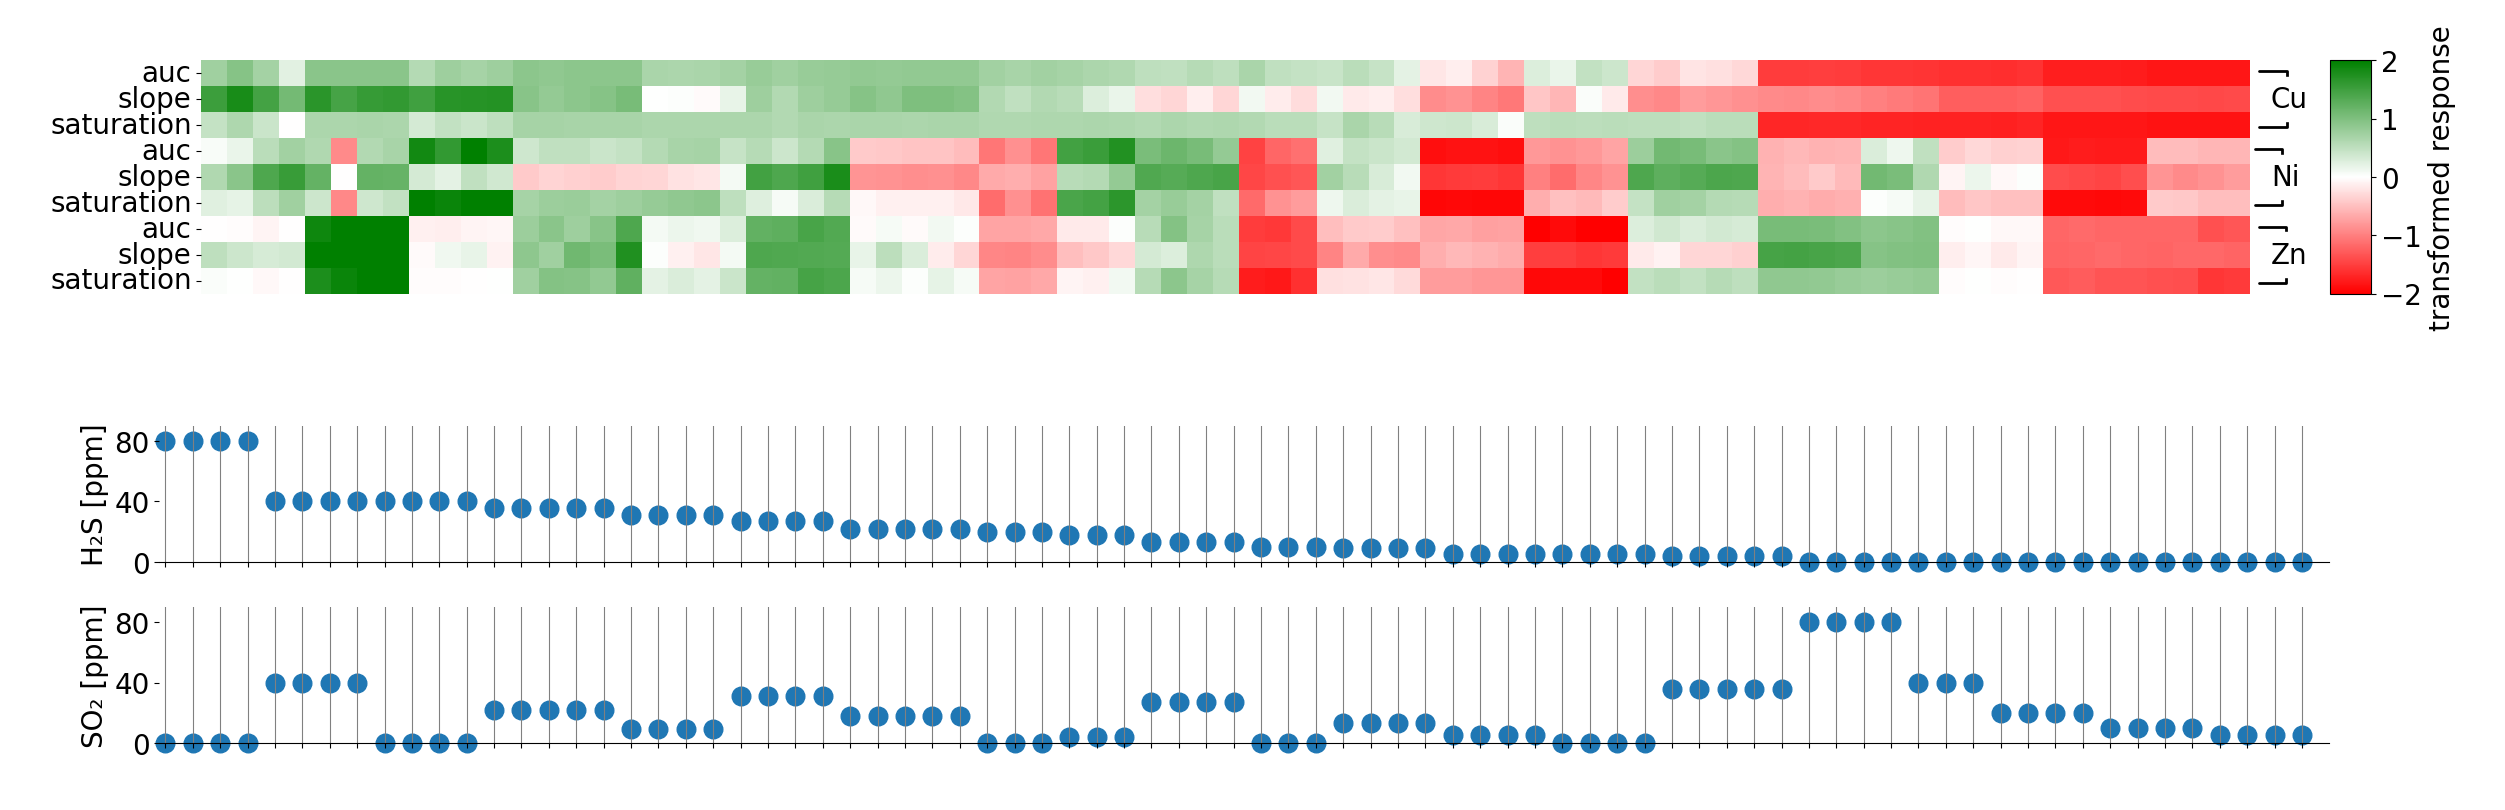 auc
slope
saturation
auc
slope
saturation
auc
slope
saturation
Cu
Ni
Zn
2
1
0
−1
−2
transformed response
80
40
0
H₂S [ppm]
80
40
0
SO₂ [ppm]